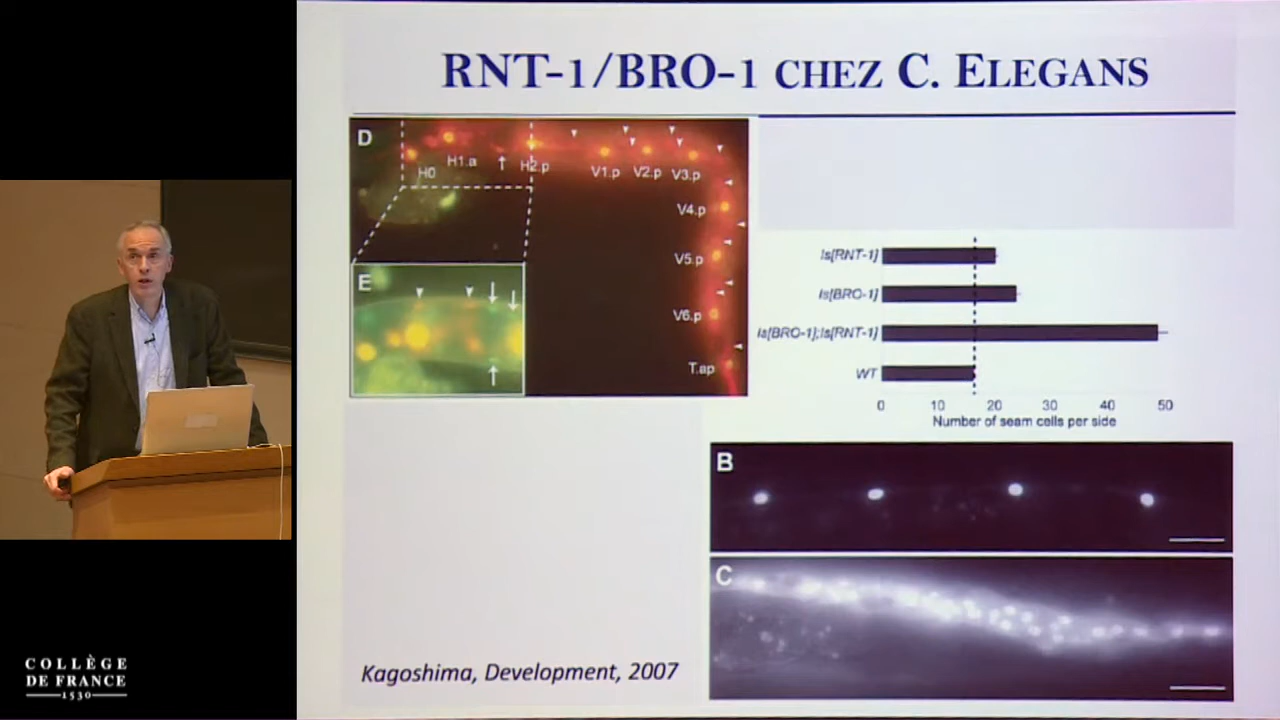 RNT-1/BRO-1 CHEZ C. ELEGANS
D
H0
H1.a
H2.p
V1.p
V2.p
V3.p
V4.p
V5.p
V6.p
T.ap
E
Is[RNT-1]
Is[BRO-1]
Is[BRO-1];Is[RNT-1]
WT
0 10 20 30 40 50
Number of seam cells per side
B
C
Kagoshima, Development, 2007
COLLÈGE
DE FRANCE
1530